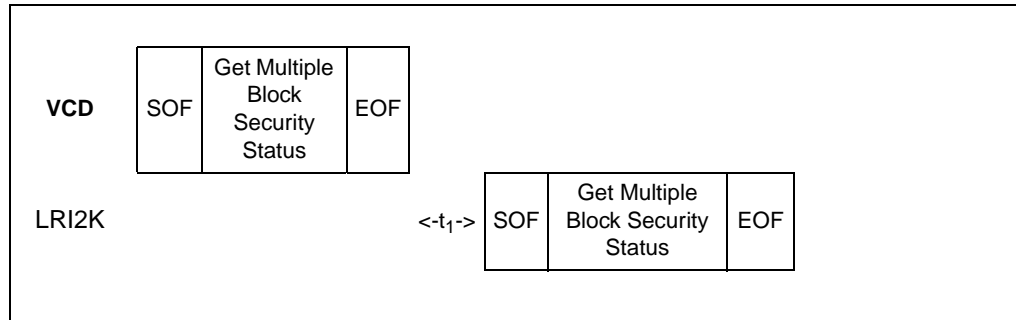 VCD
SOF
Get Multiple
Block
Security
Status
EOF
LRI2K
<-t₁->
SOF
Get Multiple
Block Security
Status
EOF